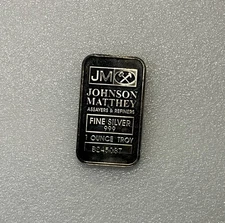 JM
JOHNSON
MATTHEY
ASSAYERS & REFINERS
FINE SILVER
999
1 OUNCE TROY